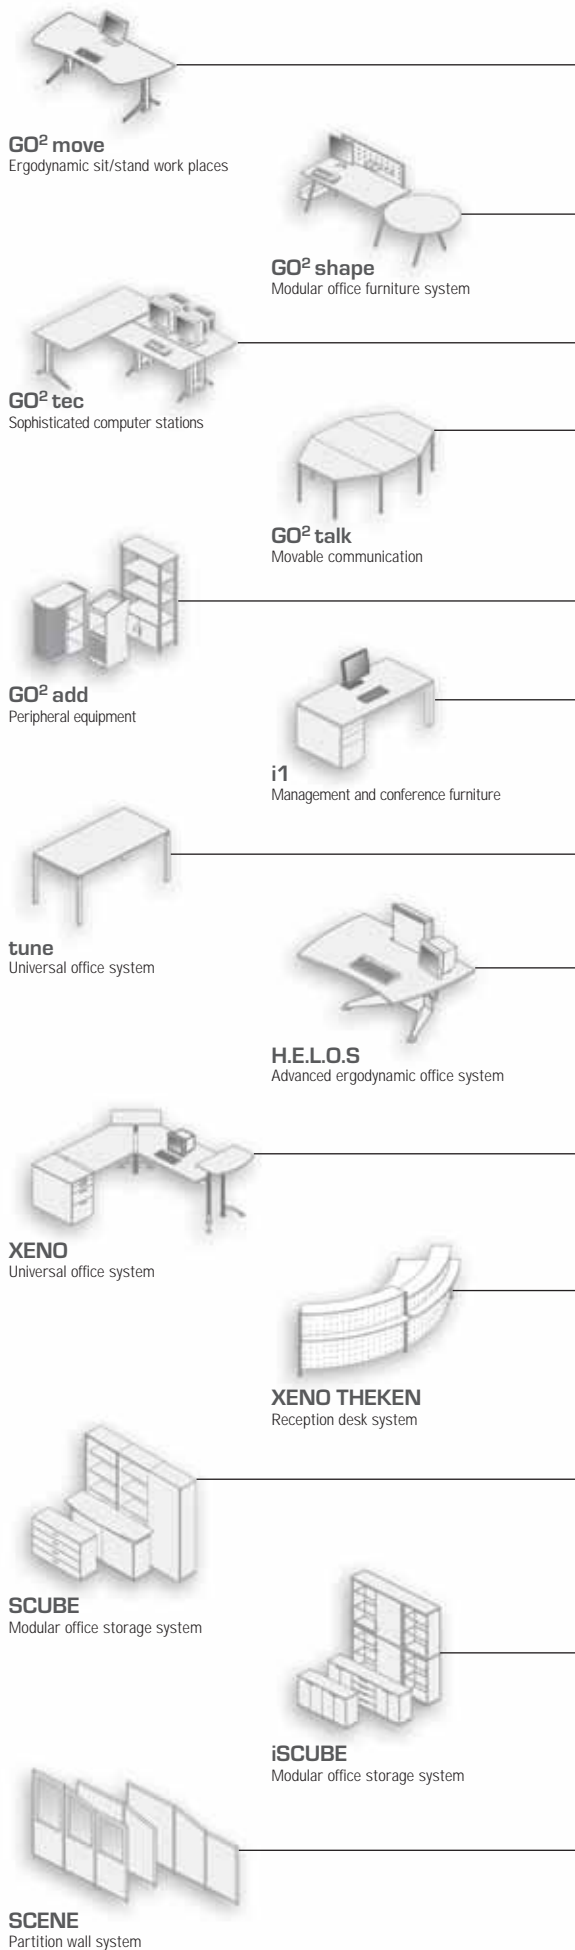 GO² move
Ergodynamic sit/stand work places
GO² shape
Modular office furniture system
GO² tec
Sophisticated computer stations
GO² talk
Movable communication
GO² add
Peripheral equipment
i1
Management and conference furniture
tune
Universal office system
H.E.L.O.S
Advanced ergodynamic office system
XENO
Universal office system
XENO THEKEN
Reception desk system
SCUBE
Modular office storage system
iSCUBE
Modular office storage system
SCENE
Partition wall system